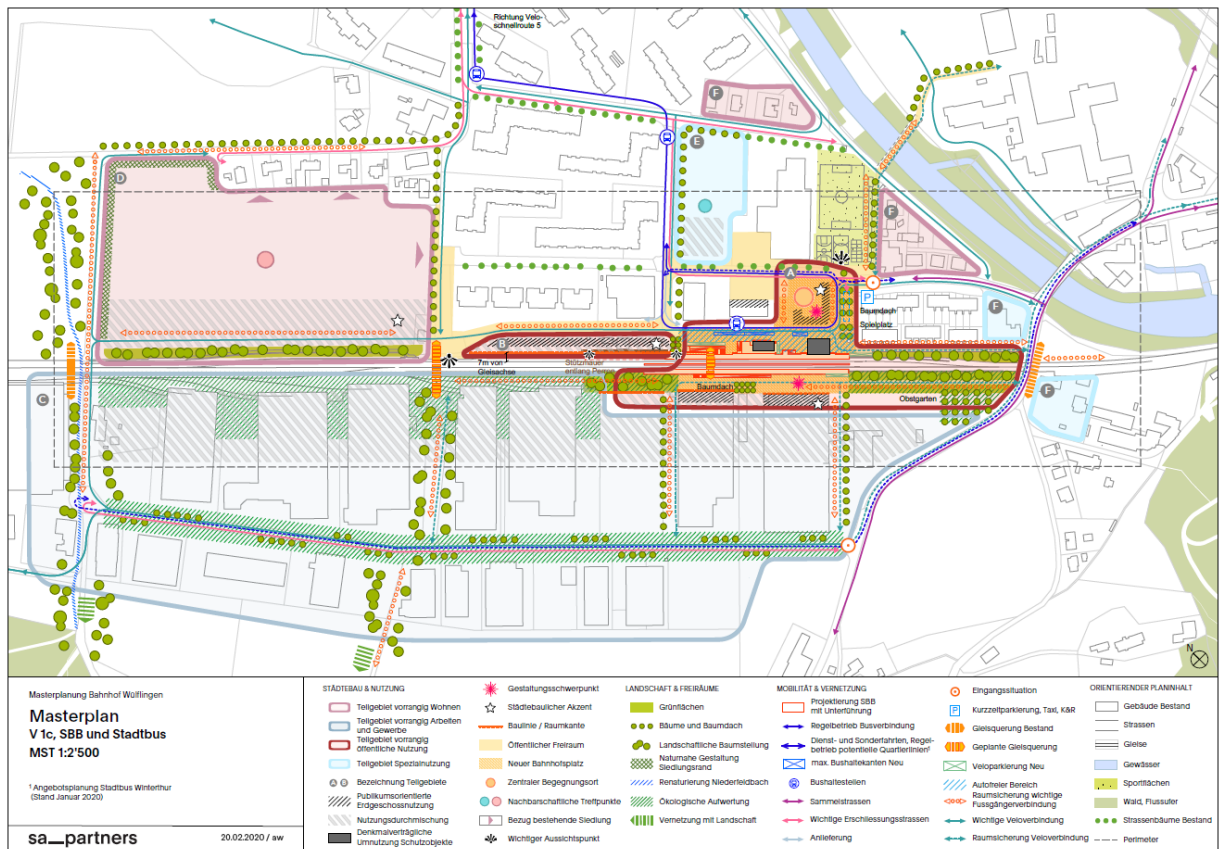 Richtung Velo-
schnellroute 5
F
E
D
F
A
P
Baumdach
Spielplatz
F
B
7m von
Gleisachse
Stützmauer
entlang Perron
Baumdach
Obstgarten
C
F
N
Masterplanung Bahnhof Wülflingen
Masterplan
V 1c, SBB und Stadtbus
MST 1:2'500
¹ Angebotsplanung Stadtbus Winterthur
(Stand Januar 2020)
sa__partners
20.02.2020 / aw
STÄDTEBAU & NUTZUNG
Teilgebiet vorrangig Wohnen
Teilgebiet vorrangig Arbeiten
und Gewerbe
Teilgebiet vorrangig
öffentliche Nutzung
Teilgebiet Spezialnutzung
A B Bezeichnung Teilgebiete
Publikumsorientierte
Erdgeschossnutzung
Nutzungsdurchmischung
Denkmalverträgliche
Umnutzung Schutzobjekte
Gestaltungsschwerpunkt
Städtebaulicher Akzent
Baulinie / Raumkante
Öffentlicher Freiraum
Neuer Bahnhofplatz
Zentraler Begegnungsort
Nachbarschaftliche Treffpunkte
Bezug bestehende Siedlung
Wichtiger Aussichtspunkt
LANDSCHAFT & FREIRÄUME
Grünflächen
Bäume und Baumdach
Landschaftliche Baumstellung
Naturnahe Gestaltung
Siedlungsrand
Renaturierung Niederfeldbach
Ökologische Aufwertung
Vernetzung mit Landschaft
MOBILITÄT & VERNETZUNG
Projektierung SBB
mit Unterführung
Regelbetrieb Busverbindung
Dienst- und Sonderfahrten, Regel-
betrieb potentielle Quartierlinien¹
max. Bushaltekanten Neu
Bushaltestellen
Sammelstrassen
Wichtige Erschliessungsstrassen
Anlieferung
Eingangssituation
P Kurzzeitparkierung, Taxi, K&R
Gleisquerung Bestand
Geplante Gleisquerung
Veloparkierung Neu
Autofreier Bereich
Raumsicherung wichtige
Fussgängerverbindung
Wichtige Veloverbindung
Raumsicherung Veloverbindung
ORIENTIERENDER PLANINHALT
Gebäude Bestand
Strassen
Gleise
Gewässer
Sportflächen
Wald, Flussufer
Strassenbäume Bestand
Perimeter